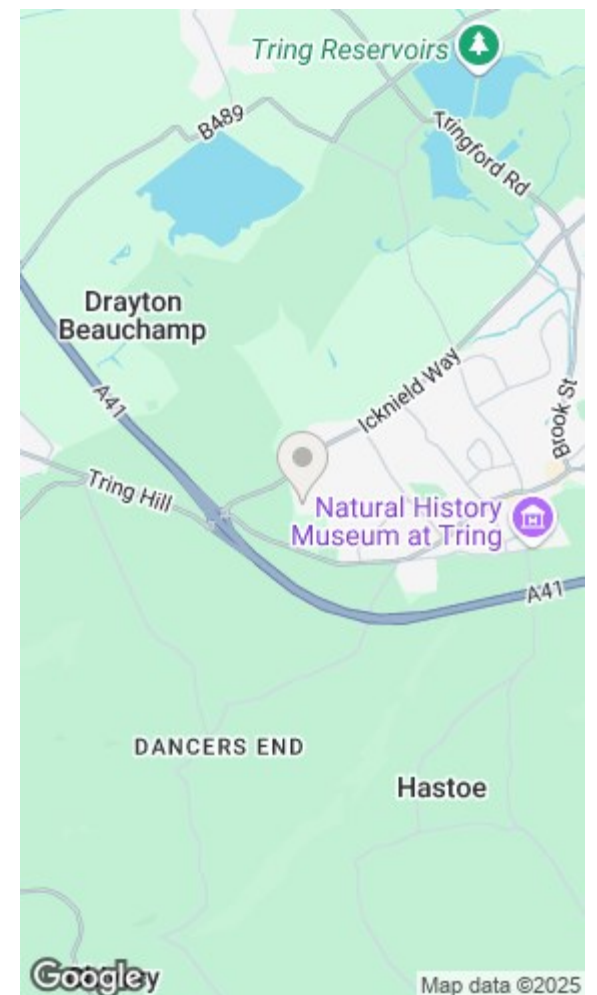 Tring Reservoirs
B489
Tringford Rd
Drayton
Beauchamp
Icknield Way
A41
Brook St
Tring Hill
Natural History
Museum at Tring
A41
DANCERS END
Hastoe
Google
Map data ©2025